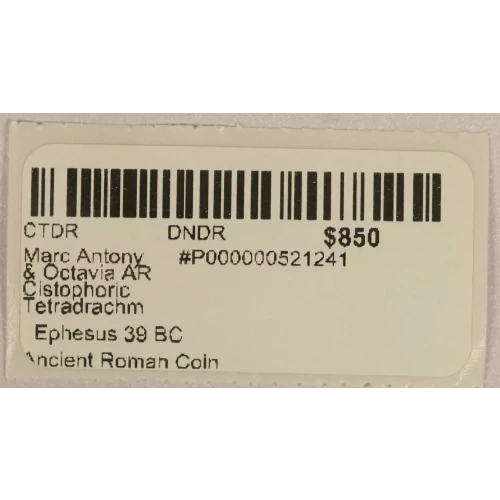 CTDR DNDR $850
Marc Antony #P000000521241
& Octavia AR
Cistophoric
Tetradrachm
Ephesus 39 BC
Ancient Roman Coin